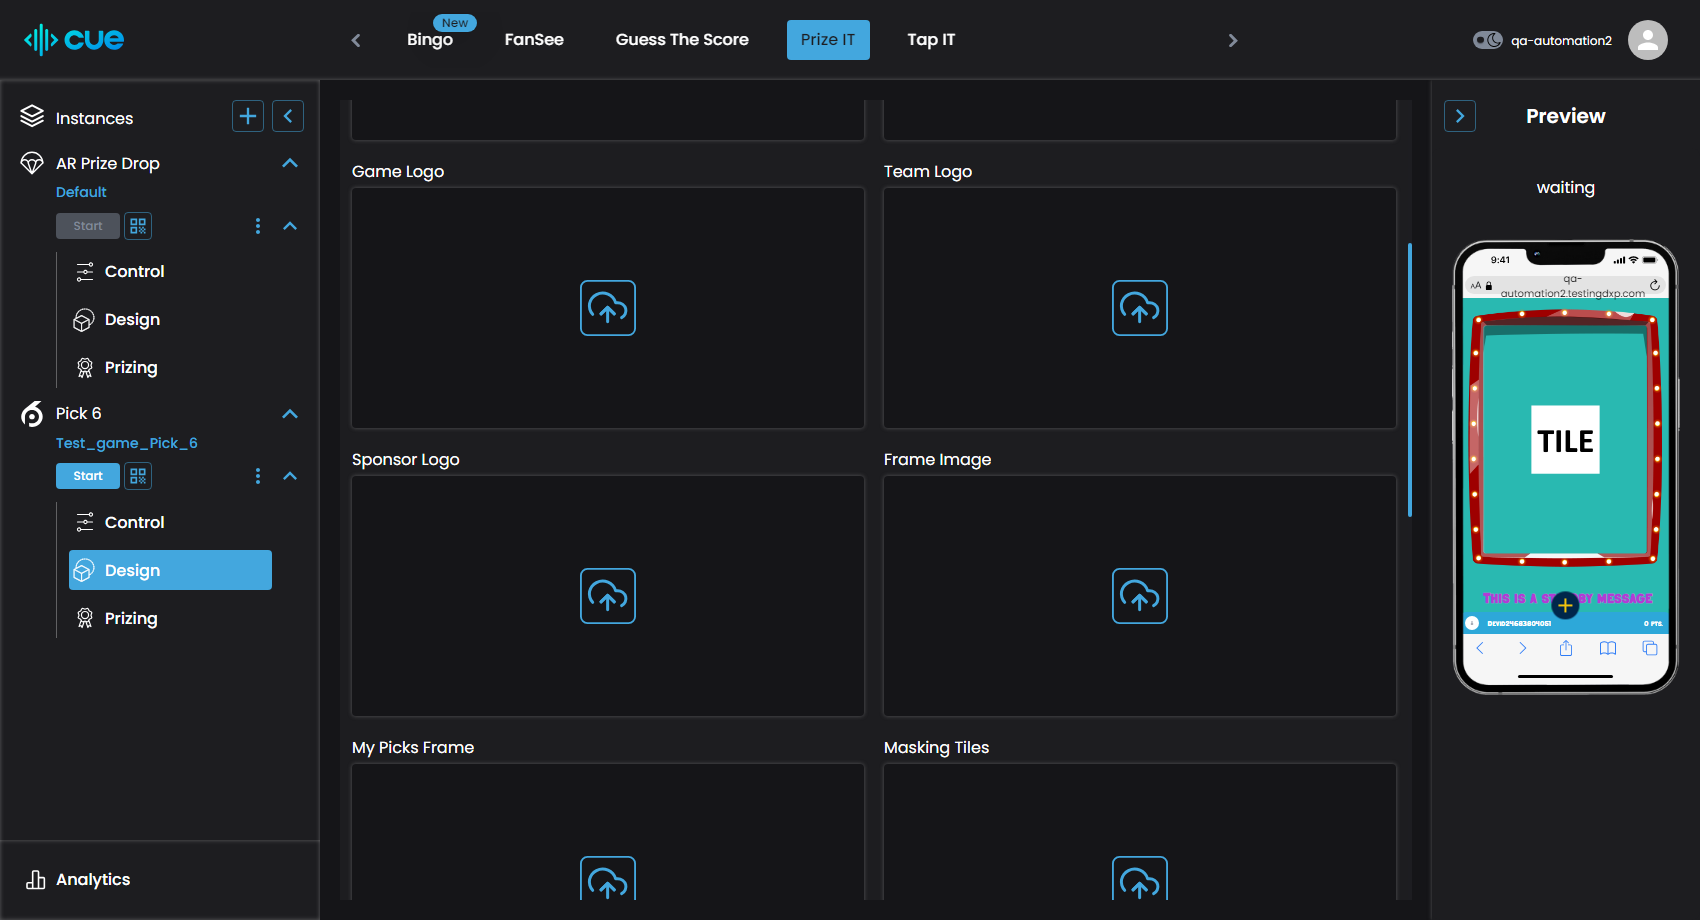 cue
New
Bingo
FanSee
Guess The Score
Prize IT
Tap IT
qa-automation2
Instances
AR Prize Drop
Default
Start
Control
Design
Prizing
Pick 6
Test_game_Pick_6
Start
Control
Design
Prizing
Analytics
Game Logo
Team Logo
Sponsor Logo
Frame Image
My Picks Frame
Masking Tiles
Preview
waiting
9:41
AA
qa-
automation2.testingdxp.com
TILE
THIS IS A ST BY MESSAGE
DEVID24683804051
0 PTS.